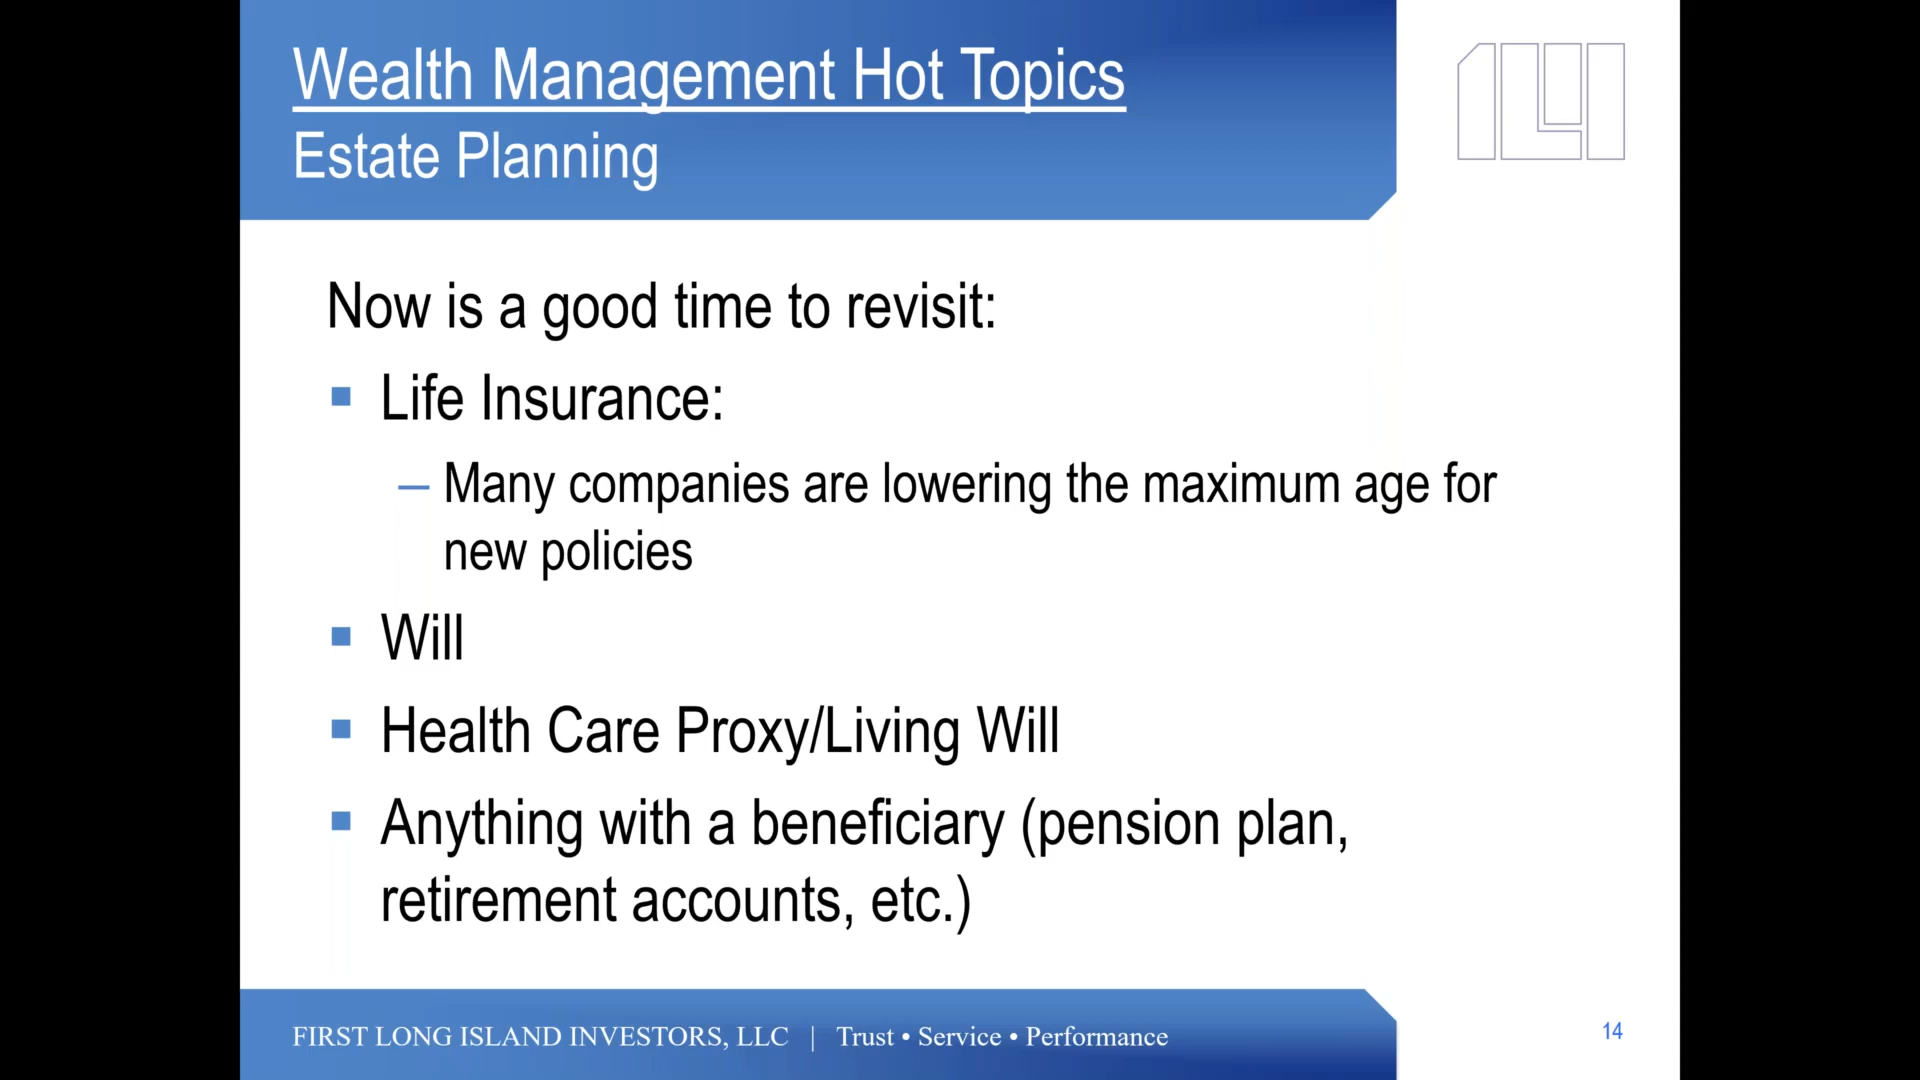 Wealth Management Hot Topics
Estate Planning
Now is a good time to revisit:
▪ Life Insurance:
– Many companies are lowering the maximum age for
new policies
▪ Will
▪ Health Care Proxy/Living Will
▪ Anything with a beneficiary (pension plan,
retirement accounts, etc.)
FIRST LONG ISLAND INVESTORS, LLC | Trust • Service • Performance
14